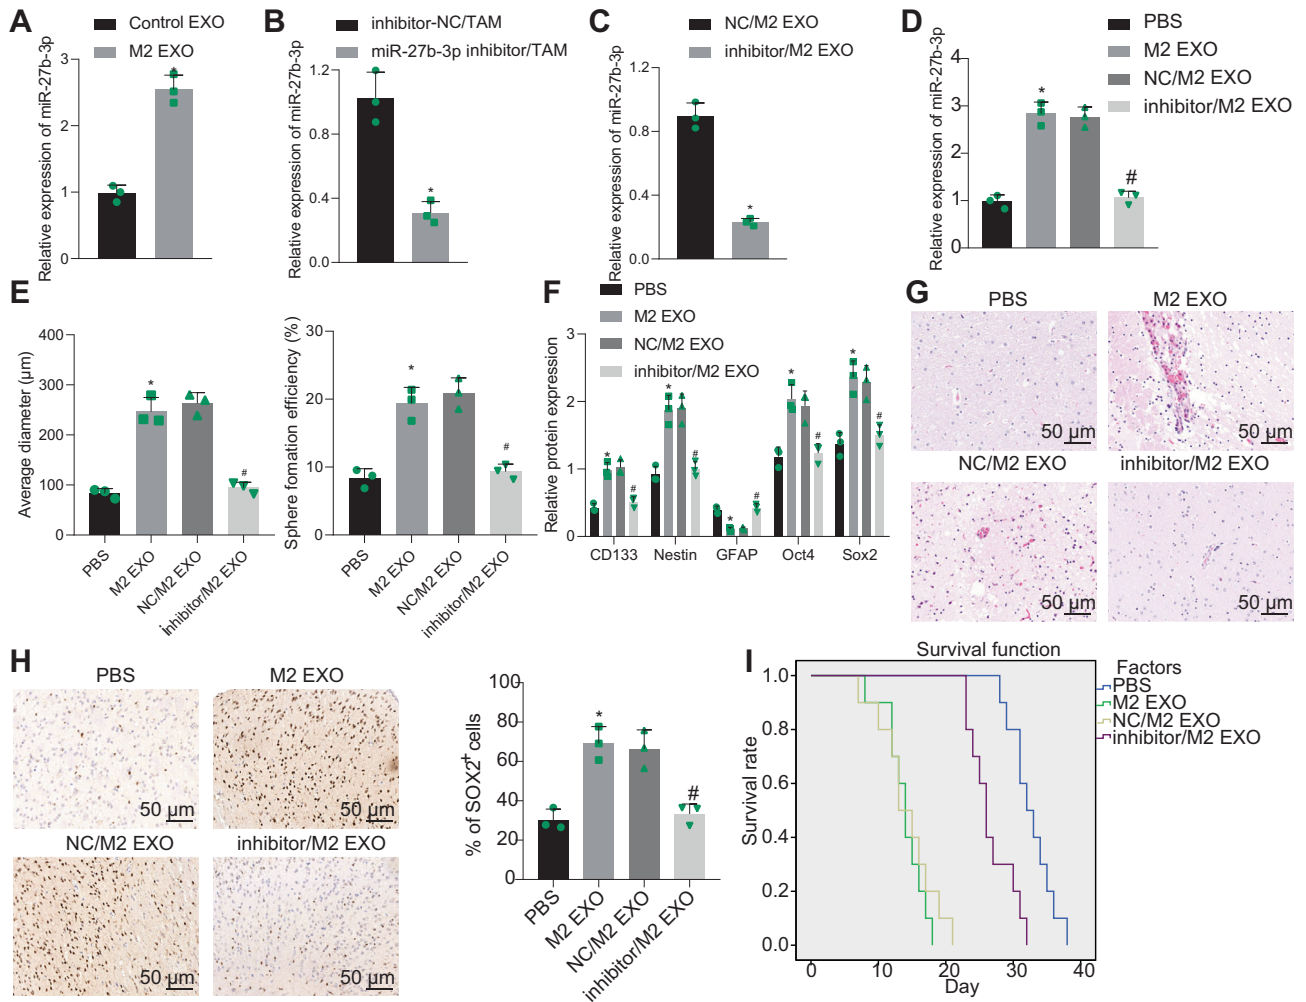 A
Control EXO
M2 EXO
Relative expression of miR-27b-3p
3
2
1
0
*
B
inhibitor-NC/TAM
miR-27b-3p inhibitor/TAM
Relative expression of miR-27b-3p
1.2
0.8
0.4
0.0
*
C
NC/M2 EXO
inhibitor/M2 EXO
Relative expression of miR-27b-3p
1.2
0.8
0.4
0.0
*
D
PBS
M2 EXO
NC/M2 EXO
inhibitor/M2 EXO
Relative expression of miR-27b-3p
4
3
2
1
0
*
#
E
Average diameter (µm)
400
300
200
100
0
*
#
PBS
M2 EXO
NC/M2 EXO
inhibitor/M2 EXO
Sphere fomation efficiency (%)
30
20
10
0
*
#
PBS
M2 EXO
NC/M2 EXO
inhibitor/M2 EXO
F
PBS
M2 EXO
NC/M2 EXO
inhibitor/M2 EXO
Relative protein expression
3
2
1
0
* # * # * # * # * #
CD133 Nestin GFAP Oct4 Sox2
G
PBS
M2 EXO
50 µm
50 µm
NC/M2 EXO
inhibitor/M2 EXO
50 µm
50 µm
H
PBS
M2 EXO
50 µm
50 µm
NC/M2 EXO
inhibitor/M2 EXO
50 µm
50 µm
% of SOX2+ cells
100
80
60
40
20
0
*
#
PBS
M2 EXO
NC/M2 EXO
inhibitor/M2 EXO
I
Survival function
Survival rate
1.0
0.8
0.6
0.4
0.2
0.0
0 10 20 30 40
Day
Factors
PBS
M2 EXO
NC/M2 EXO
inhibitor/M2 EXO